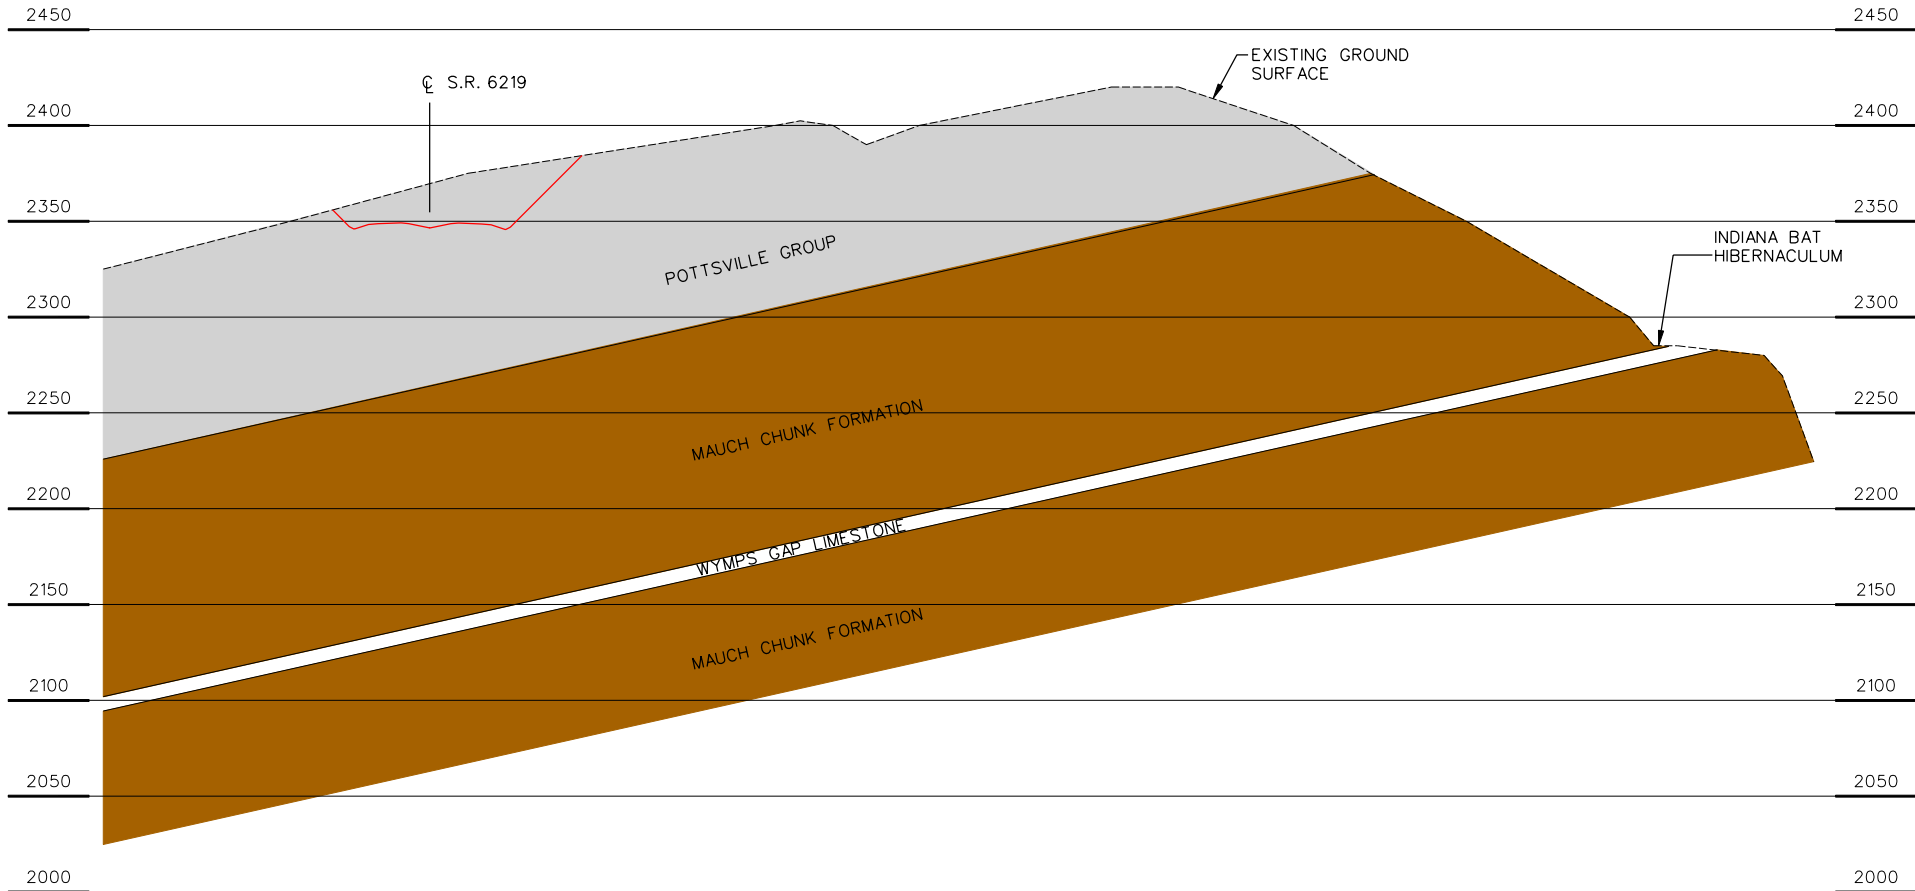 2450 2450
EXISTING GROUND
SURFACE
℄ S.R. 6219
2400 2400
2350 2350
INDIANA BAT
HIBERNACULUM
POTTSVILLE GROUP
2300 2300
2250 2250
MAUCH CHUNK FORMATION
2200 2200
WYMPS GAP LIMESTONE
2150 2150
MAUCH CHUNK FORMATION
2100 2100
2050 2050
2000 2000